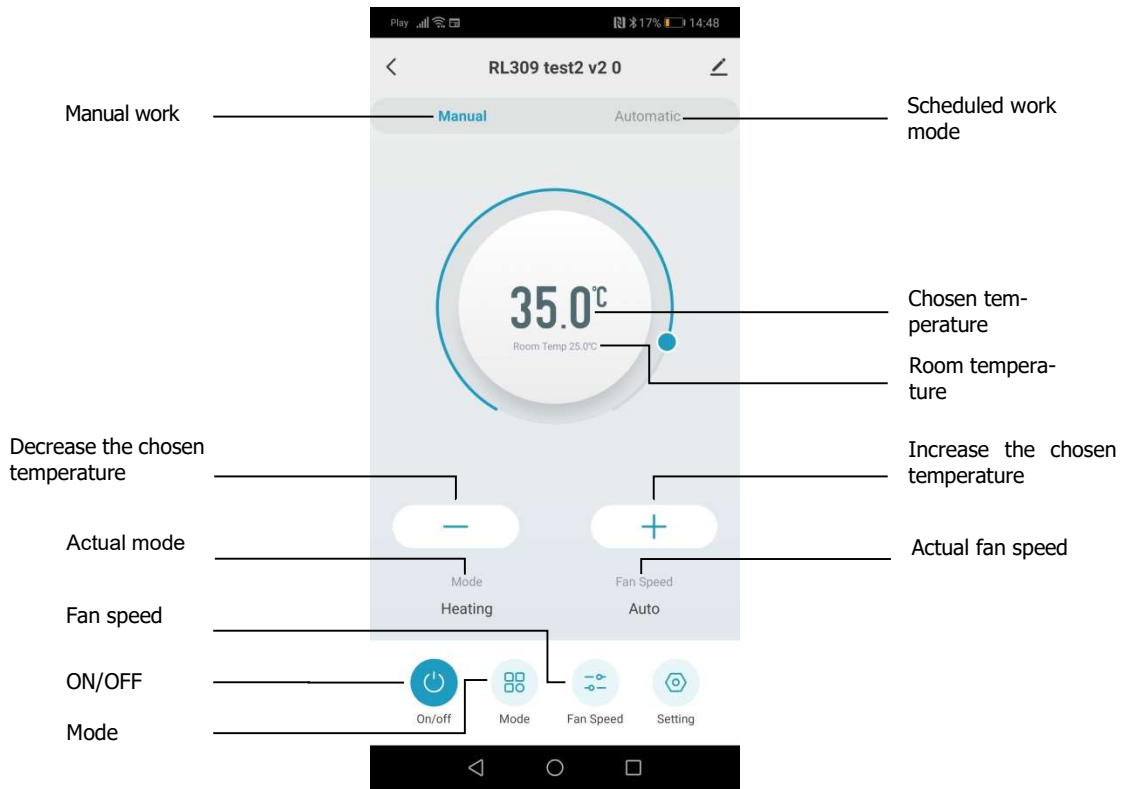 Play 17% 14:48
RL309 test2 v2 0
Manual work
Manual
Automatic
Scheduled work
mode
35.0°C
Room Temp 25.0°C
Chosen tem-
perature
Room tempera-
ture
Decrease the chosen
temperature
Increase the chosen
temperature
Actual mode
Actual fan speed
Mode
Fan Speed
Heating
Auto
Fan speed
ON/OFF
Mode
On/off
Mode
Fan Speed
Setting